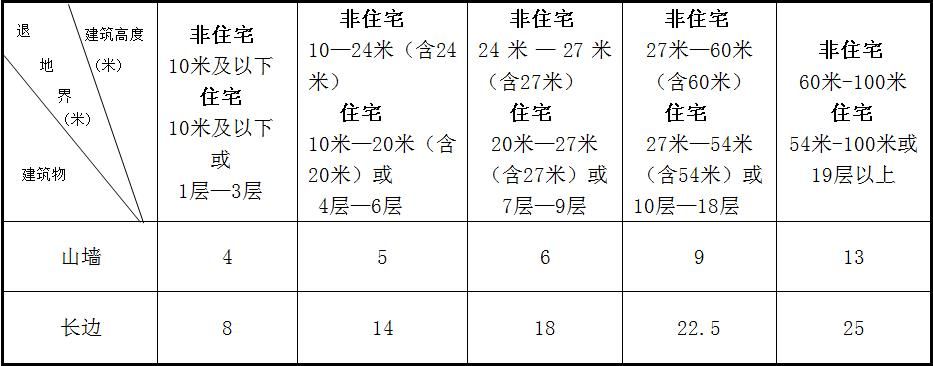 退
建筑高度
地
（米）
界
（米）
建筑物
非住宅
10米及以下
住宅
10米及以下
或
1层—3层
非住宅
10—24米（含24
米）
住宅
10米—20米（含
20米）或
4层—6层
非住宅
24 米 — 27 米
（含27米）
住宅
20米—27米
（含27米）或
7层—9层
非住宅
27米—60米
（含60米）
住宅
27米—54米
（含54米）或
10层—18层
非住宅
60米-100米
住宅
54米-100米或
19层以上
山墙
4
5
6
9
13
长边
8
14
18
22.5
25